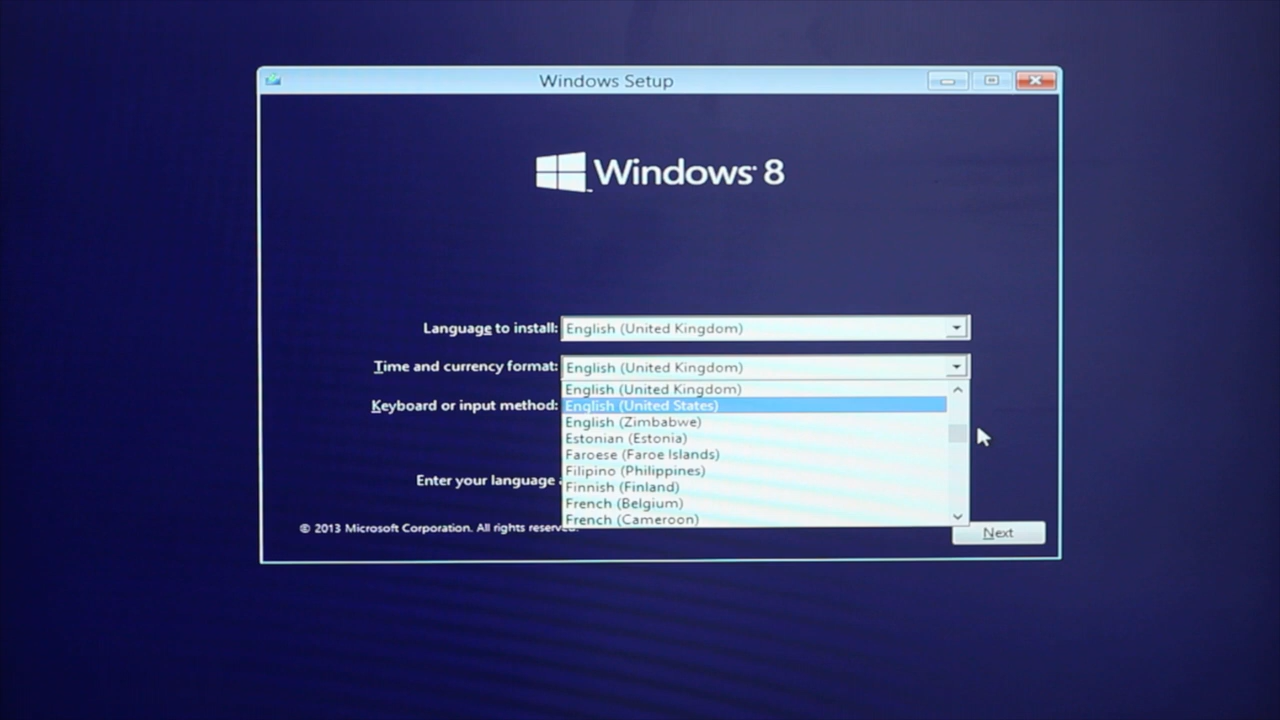 Windows Setup
Windows 8
Language to install: English (United Kingdom)
Time and currency format: English (United Kingdom)
English (United Kingdom)
Keyboard or input method: English (United States)
English (Zimbabwe)
Estonian (Estonia)
Faroese (Faroe Islands)
Filipino (Philippines)
Enter your language
Finnish (Finland)
French (Belgium)
French (Cameroon)
© 2013 Microsoft Corporation. All rights reserved.
Next